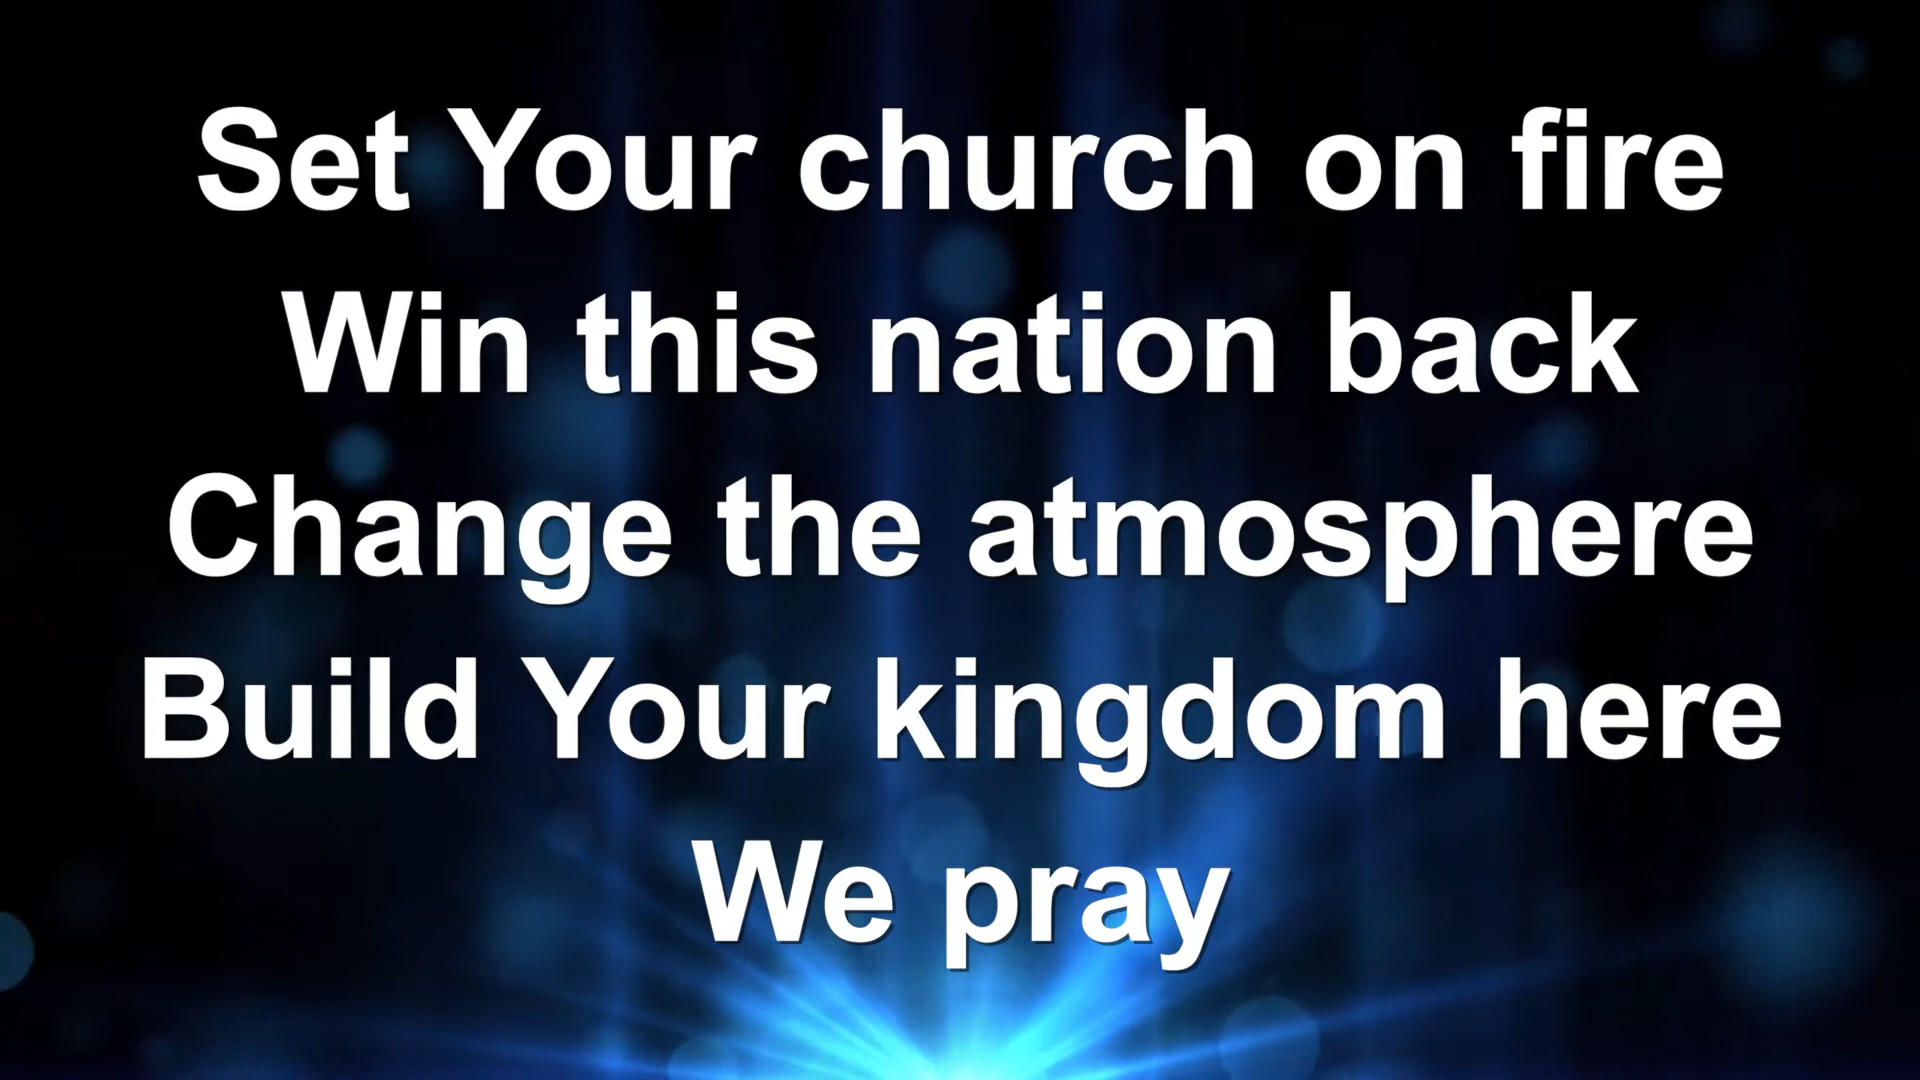 Set Your church on fire
Win this nation back
Change the atmosphere
Build Your kingdom here
We pray